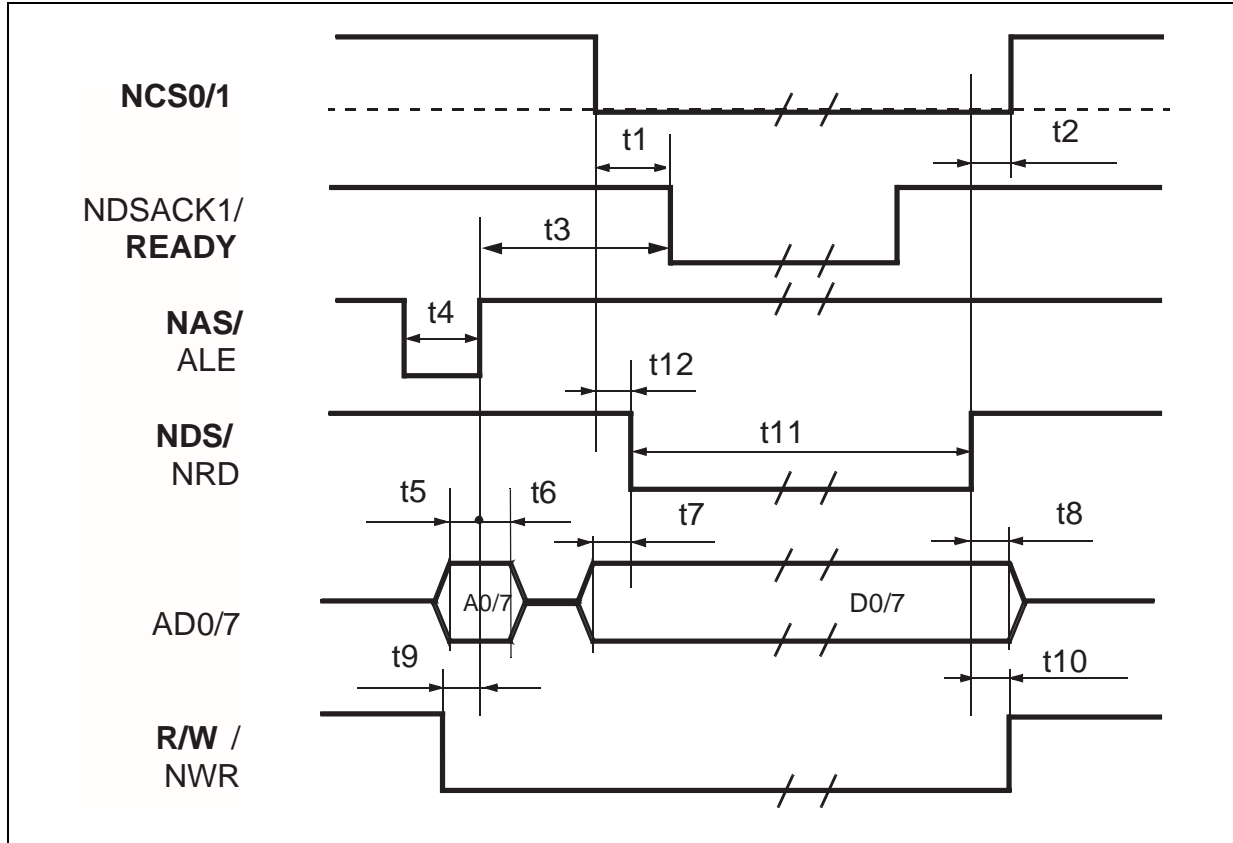 NCS0/1
t1
t2
NDSACK1/
READY
t3
NAS/
ALE
t4
t12
NDS/
NRD
t11
t5
t6
t7
t8
AD0/7
A0/7
D0/7
t9
t10
R/W /
NWR